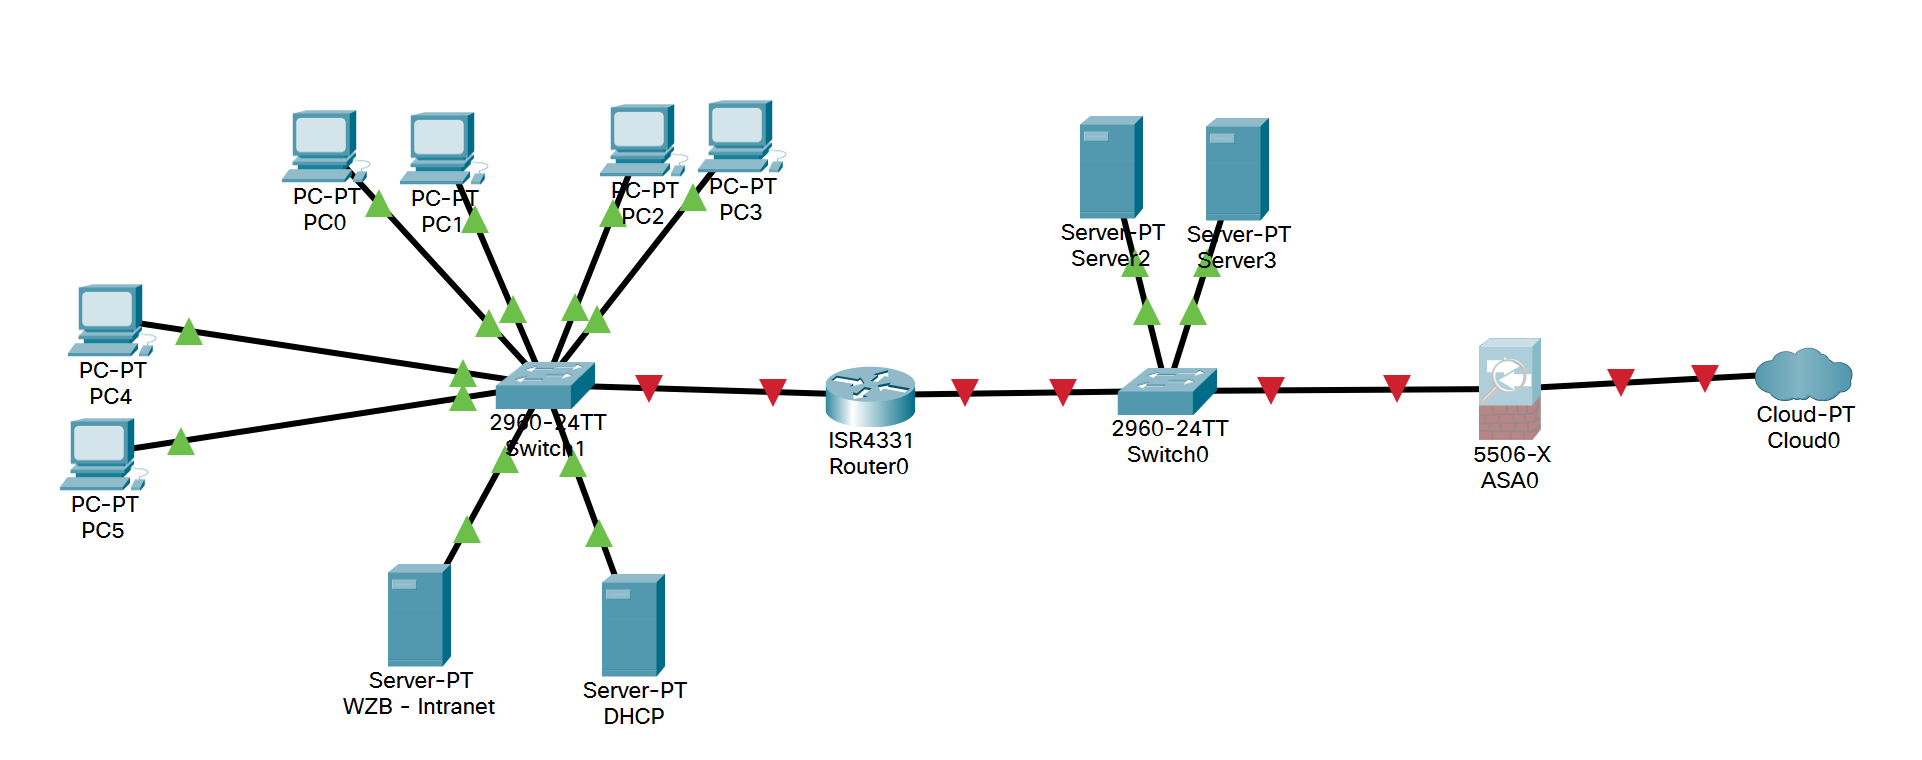 PC-PT
PC0
PC-PT
PC1
PC-PT
PC2
PC-PT
PC3
Server-PT
Server2
Server-PT
Server3
PC-PT
PC4
PC-PT
PC5
2960-24TT
Switch1
ISR4331
Router0
2960-24TT
Switch0
5506-X
ASA0
Cloud-PT
Cloud0
Server-PT
WZB - Intranet
Server-PT
DHCP